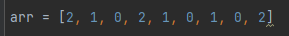 arr = [2, 1, 0, 2, 1, 0, 1, 0, 2]